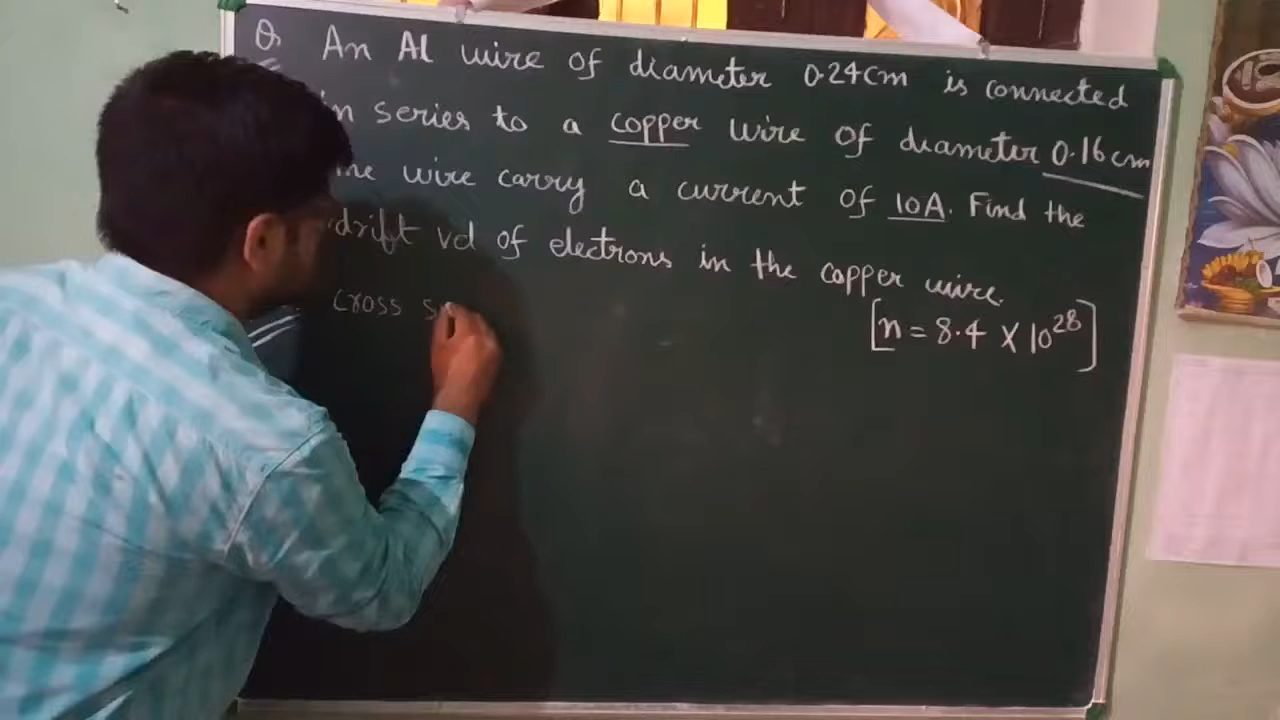 Q. An Al wire of diameter 0.24cm is connected
in series to a copper wire of diameter 0.16cm
wire carry a current of 10A. Find the
drift vd of electrons in the copper wire.
[n = 8.4 X 10^28]
Cross